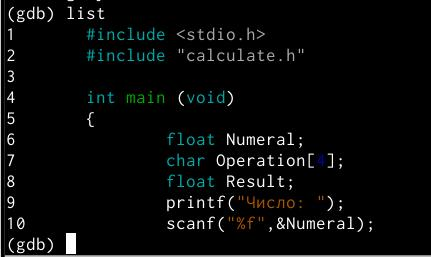 (gdb) list
1 #include <stdio.h>
2 #include "calculate.h"
3
4 int main (void)
5 {
6 float Numeral;
7 char Operation[4];
8 float Result;
9 printf("Число: ");
10 scanf("%f",&Numeral);
(gdb)